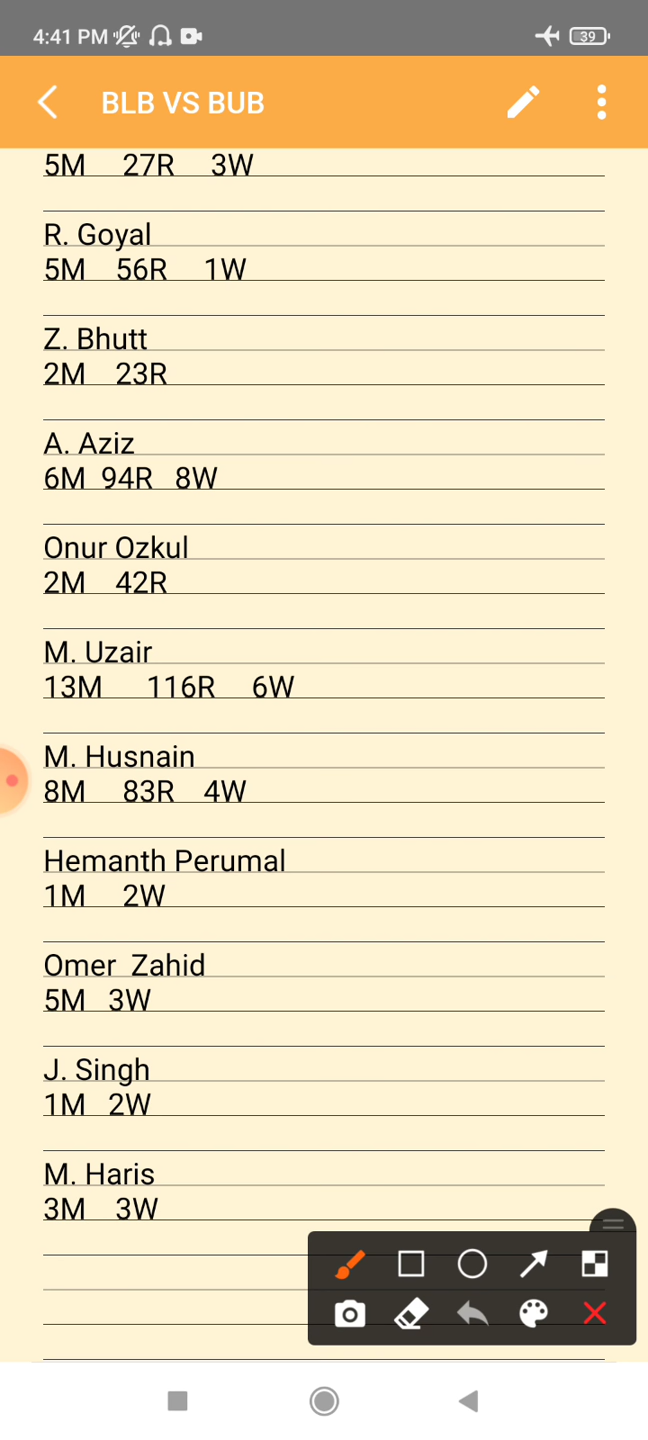 4:41 PM 39
BLB VS BUB
5M 27R 3W
R. Goyal
5M 56R 1W
Z. Bhutt
2M 23R
A. Aziz
6M 94R 8W
Onur Ozkul
2M 42R
M. Uzair
13M 116R 6W
M. Husnain
8M 83R 4W
Hemanth Perumal
1M 2W
Omer Zahid
5M 3W
J. Singh
1M 2W
M. Haris
3M 3W